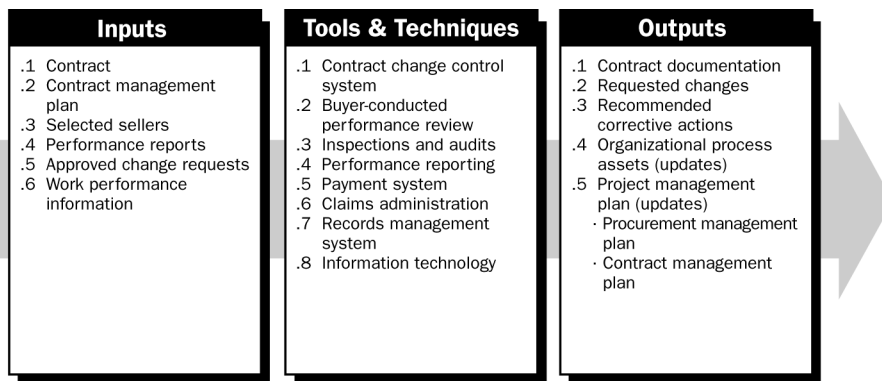 Inputs
.1 Contract
.2 Contract management
plan
.3 Selected sellers
.4 Performance reports
.5 Approved change requests
.6 Work performance
information
Tools & Techniques
.1 Contract change control
system
.2 Buyer-conducted
performance review
.3 Inspections and audits
.4 Performance reporting
.5 Payment system
.6 Claims administration
.7 Records management
system
.8 Information technology
Outputs
.1 Contract documentation
.2 Requested changes
.3 Recommended
corrective actions
.4 Organizational process
assets (updates)
.5 Project management
plan (updates)
· Procurement management
plan
· Contract management
plan